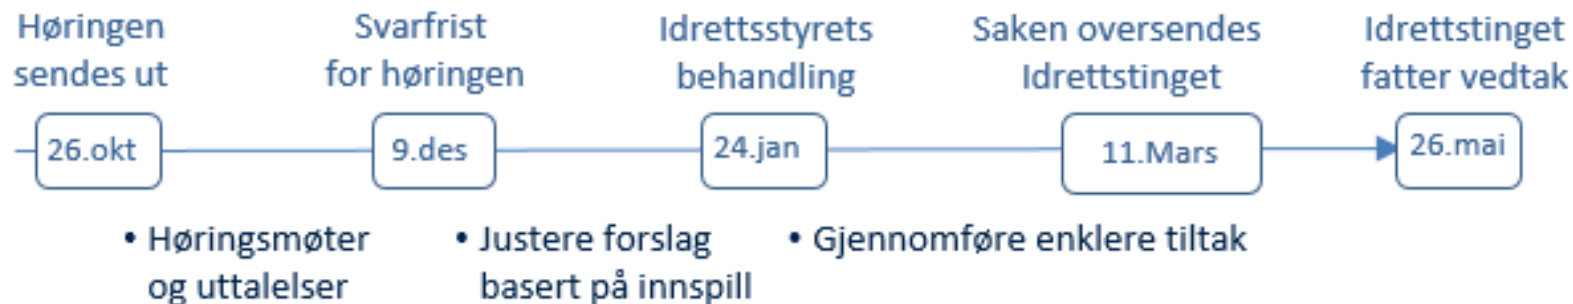 Høringen
sendes ut
Svarfrist
for høringen
Idrettsstyrets
behandling
Saken oversendes
Idrettstinget
Idrettstinget
fatter vedtak
26.okt
9.des
24.jan
11.Mars
26.mai
• Høringsmøter
og uttalelser
• Justere forslag
basert på innspill
• Gjennomføre enklere tiltak